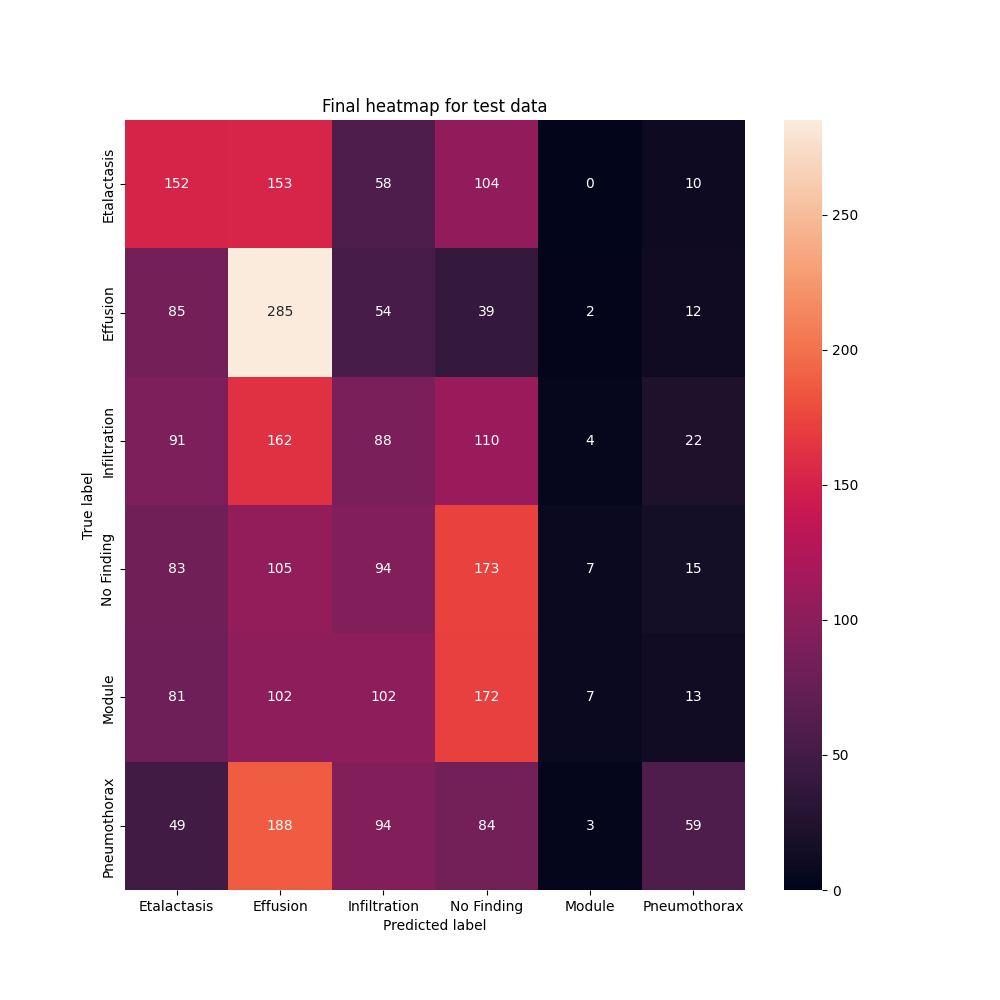 Final heatmap for test data
True label
Etalactasis 152 153 58 104 0 10
Effusion 85 285 54 39 2 12
Infiltration 91 162 88 110 4 22
No Finding 83 105 94 173 7 15
Module 81 102 102 172 7 13
Pneumothorax 49 188 94 84 3 59
Etalactasis Effusion Infiltration No Finding Module Pneumothorax
Predicted label
250
200
150
100
50
0